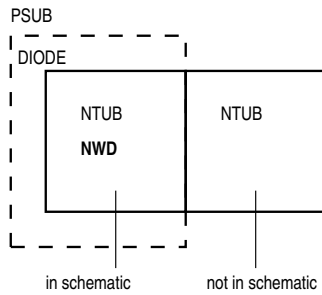 PSUB
DIODE
NTUB NTUB
NWD
in schematic not in schematic